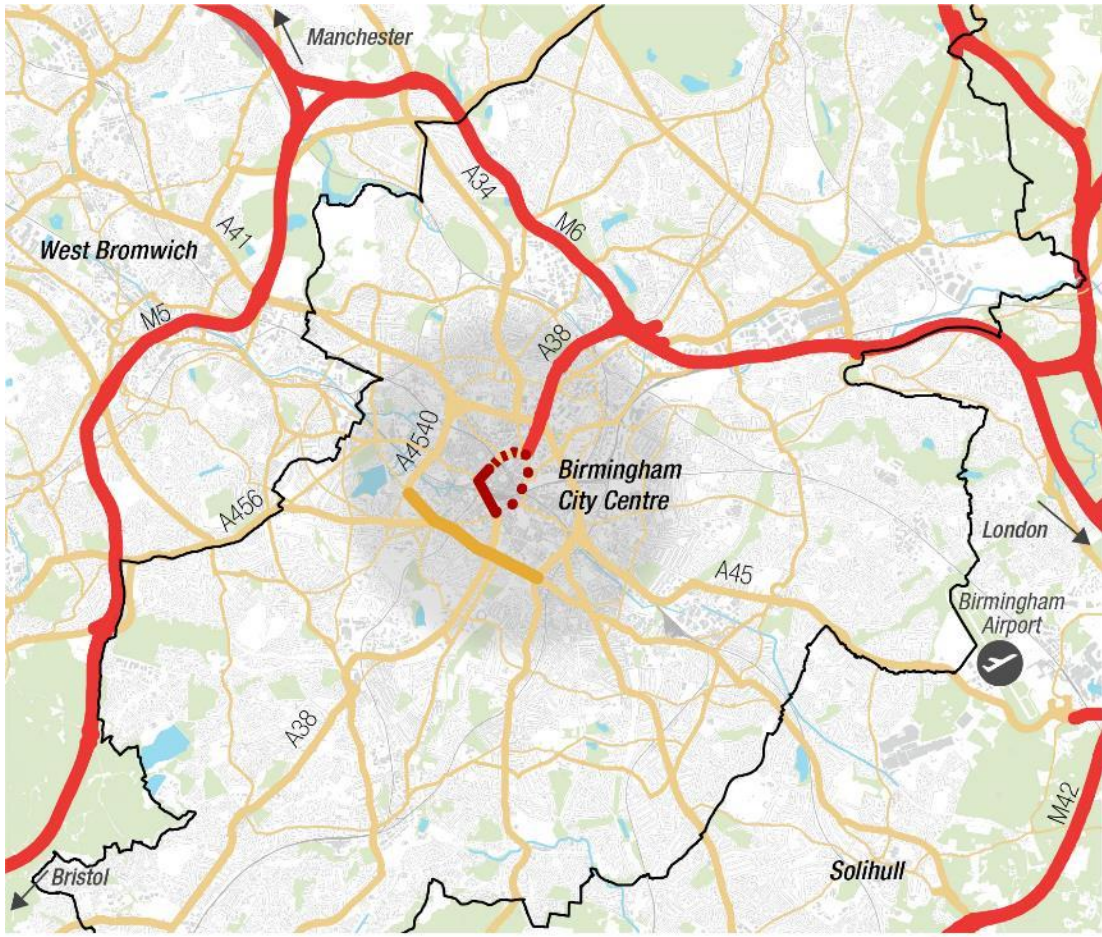 Manchester
A34
M6
A41
West Bromwich
M5
A38
A4540
Birmingham
City Centre
A456
London
A45
Birmingham
Airport
A38
M42
Solihull
Bristol